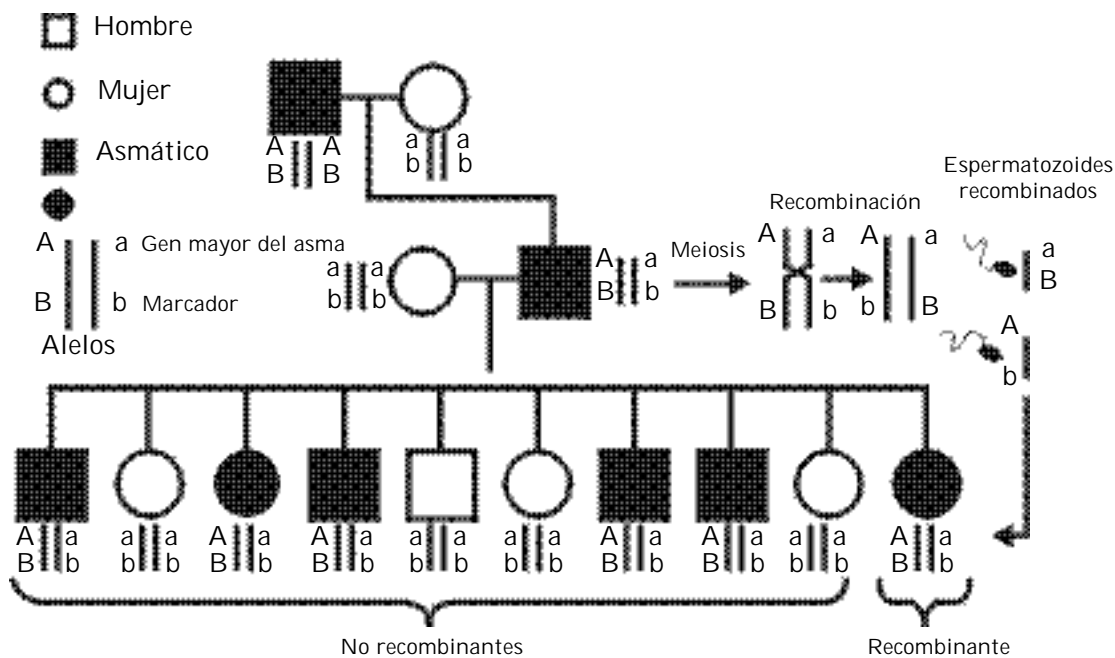 Hombre
Mujer
Asmático
A a Gen mayor del asma
B b Marcador
Alelos
A A
B B
a a
b b
a a
b b
A a
B b
Meiosis
Recombinación
A a
B b
A a
b B
Espermatozoides
recombinados
a
B
A
b
A a a a A a A a a a a a A a A a a a A a
B b b b B b B b b b b b B b B b b b B b
No recombinantes
Recombinante